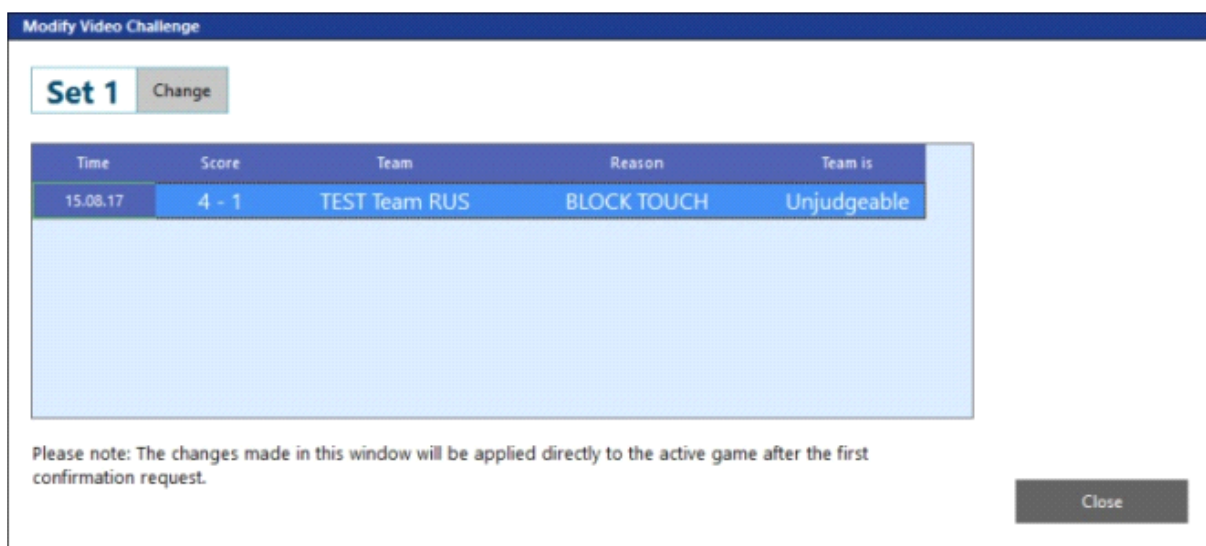 Modify Video Challenge
Set 1 Change
Time Score Team Reason Team is
15.08.17 4 - 1 TEST Team RUS BLOCK TOUCH Unjudgeable
Please note: The changes made in this window will be applied directly to the active game after the first
confirmation request.
Close